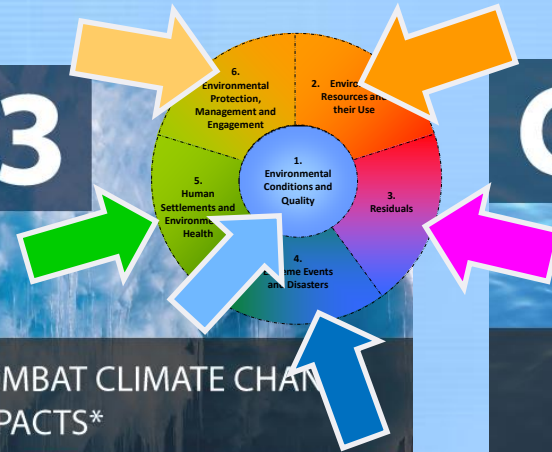 3
6.
Environmental
Protection,
Management and
Engagement
2.
Resources and
their Use
1.
Environmental
Conditions and
Quality
3.
Residuals
5.
Human
Settlements and
Health
4.
Events
and Disasters
MBAT CLIMATE
PACTS*